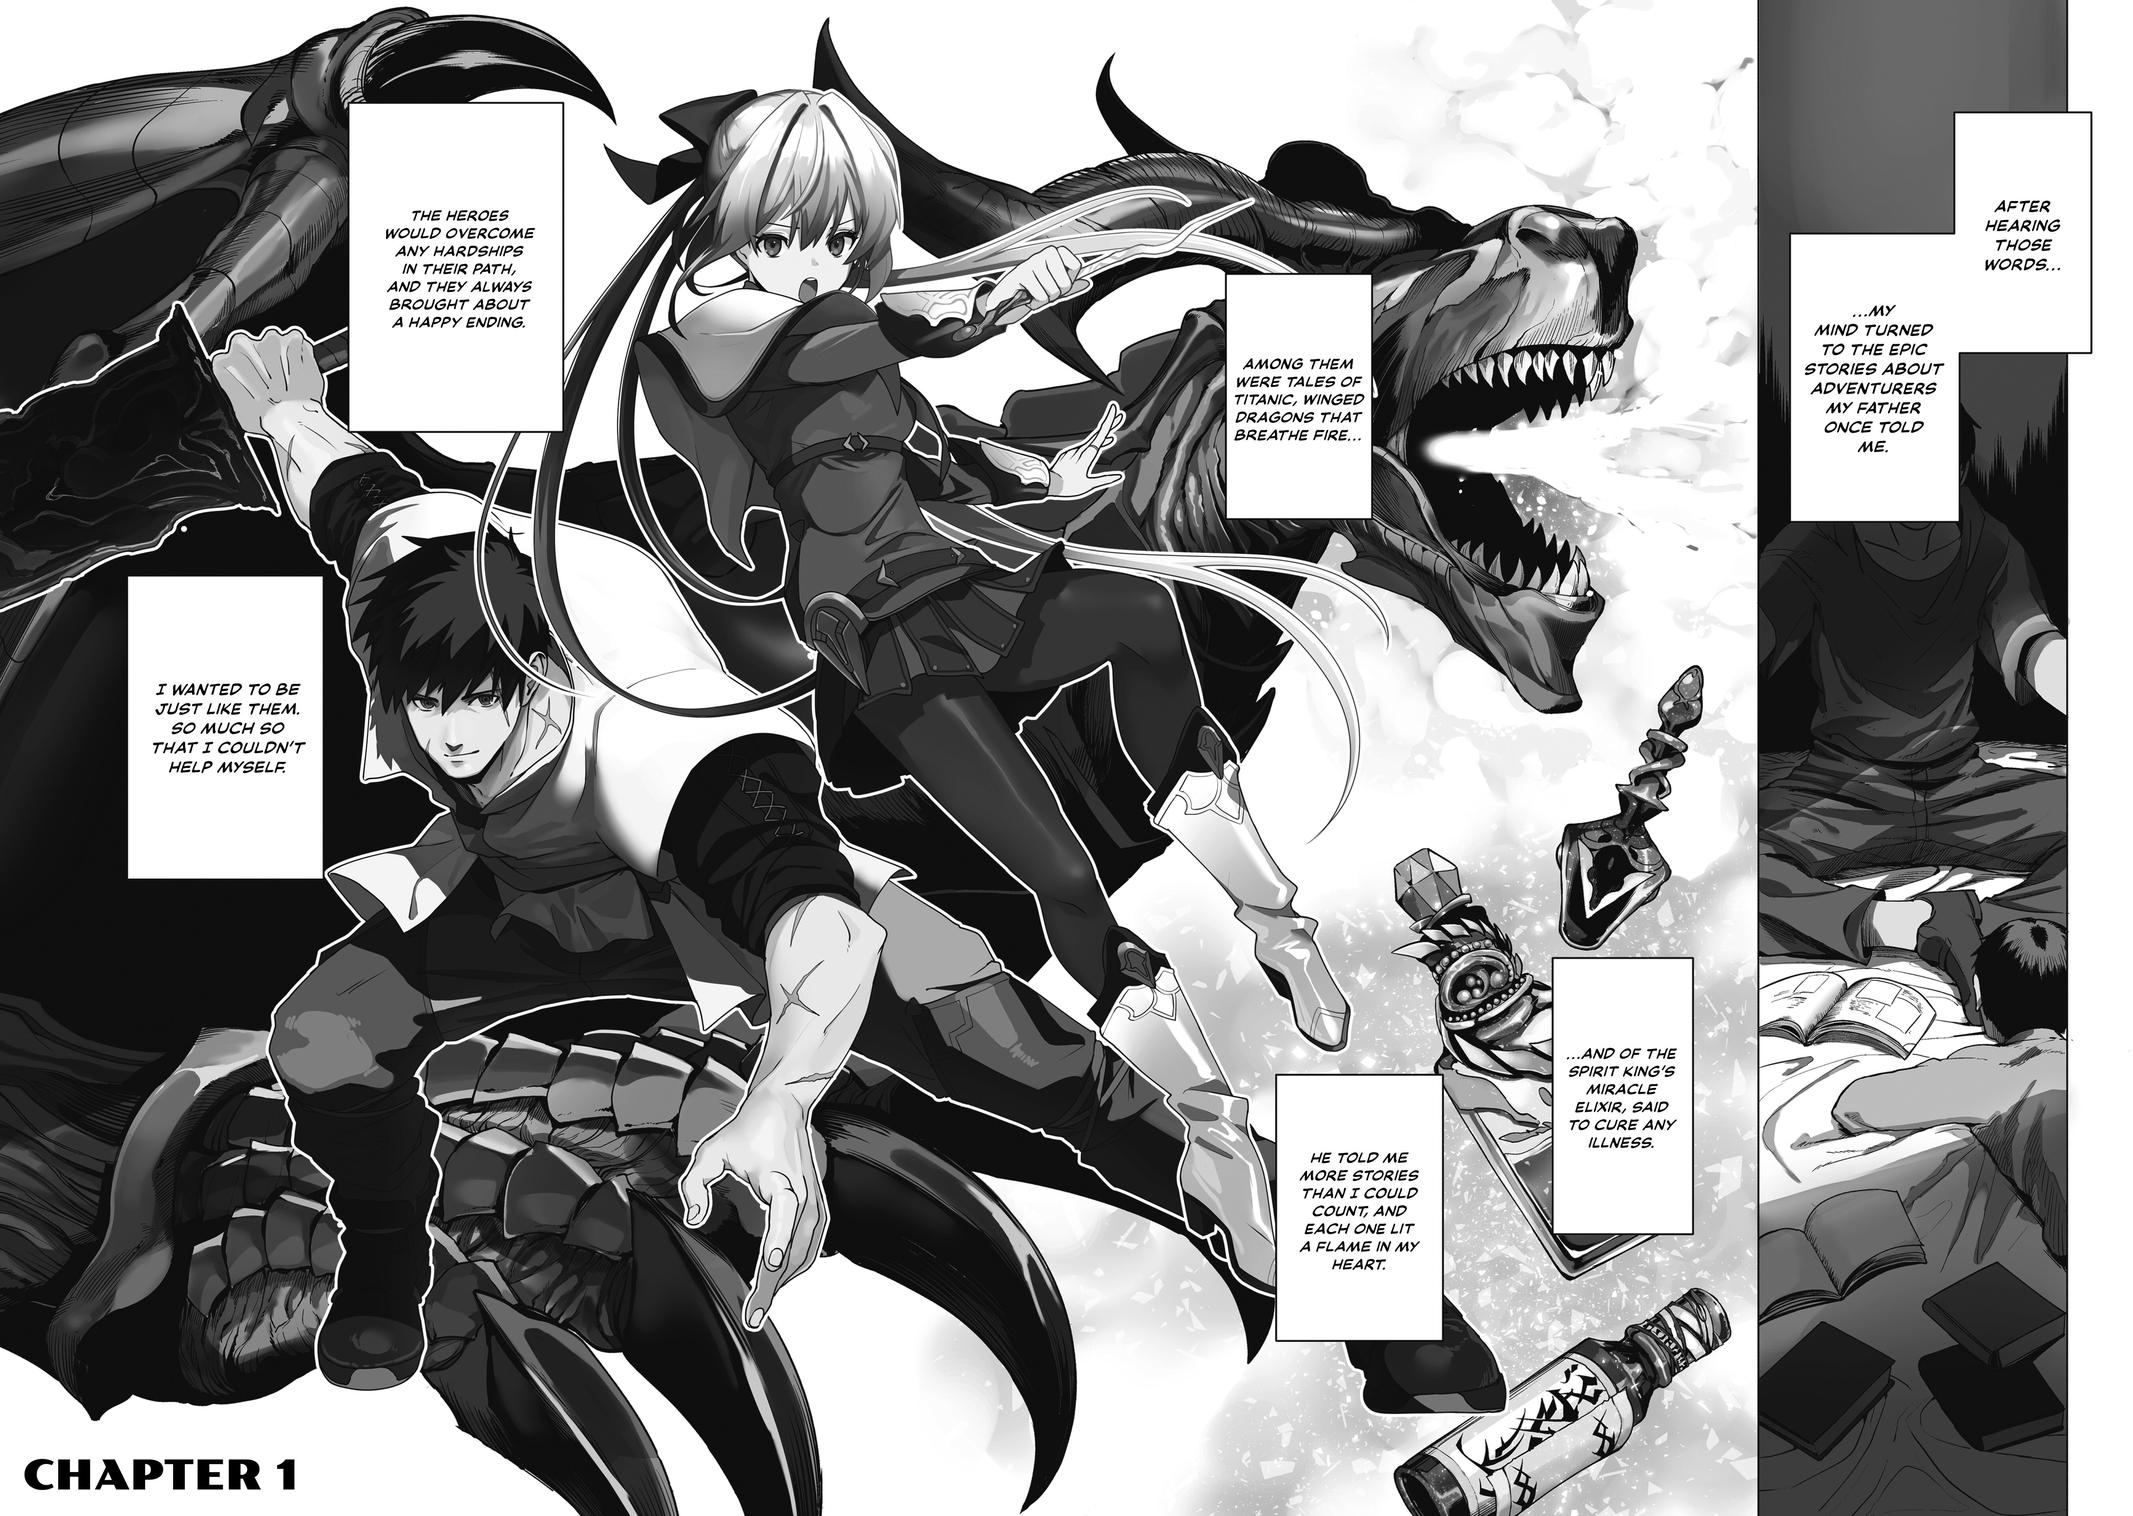 AFTER
HEARING
THOSE
WORDS...
...MY
MIND TURNED
TO THE EPIC
STORIES ABOUT
ADVENTURERS
MY FATHER
ONCE TOLD
ME.
AMONG THEM
WERE TALES OF
TITANIC, WINGED
DRAGONS THAT
BREATHE FIRE...
...AND OF THE
SPIRIT KING'S
MIRACLE
ELIXIR, SAID
TO CURE ANY
ILLNESS.
HE TOLD ME
MORE STORIES
THAN I COULD
COUNT, AND
EACH ONE LIT
A FLAME IN MY
HEART.
THE HEROES
WOULD OVERCOME
ANY HARDSHIPS
IN THEIR PATH,
AND THEY ALWAYS
BROUGHT ABOUT
A HAPPY ENDING.
I WANTED TO BE
JUST LIKE THEM.
SO MUCH SO
THAT I COULDN'T
HELP MYSELF.
CHAPTER 1